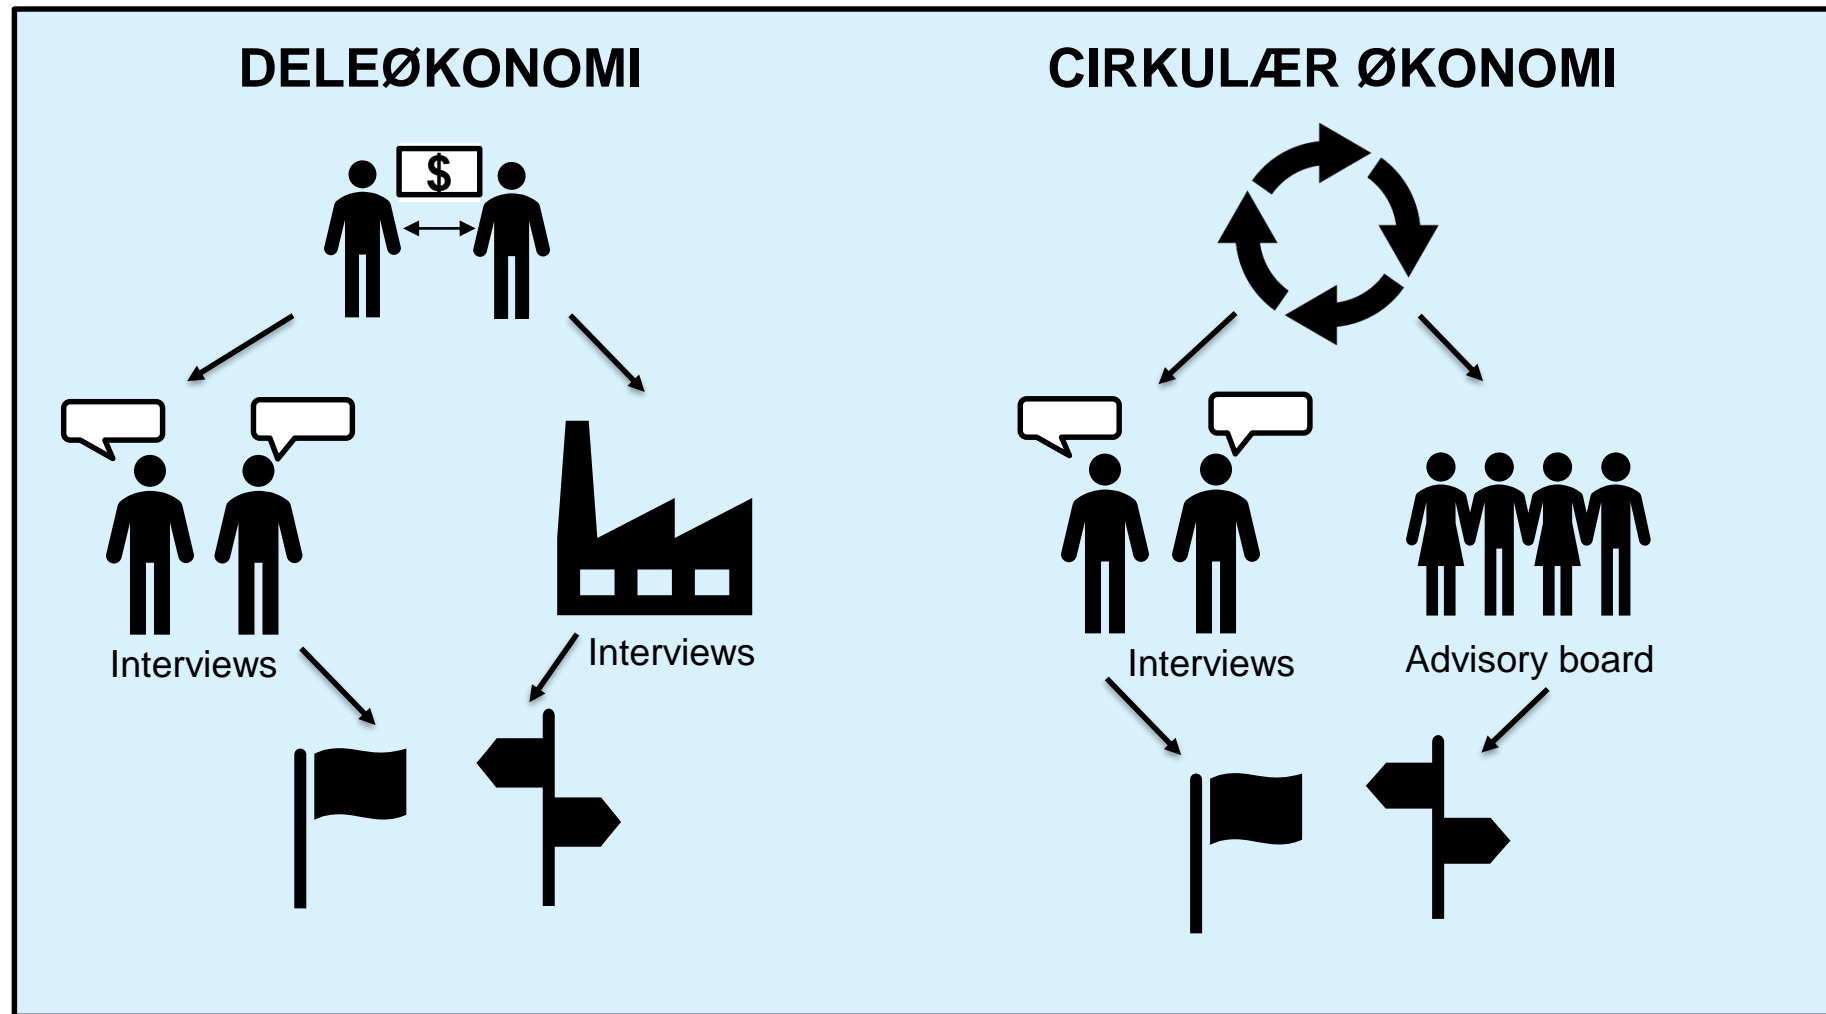 DELEØKONOMI
CIRKULÆR ØKONOMI
$
Interviews
Interviews
Interviews
Advisory board